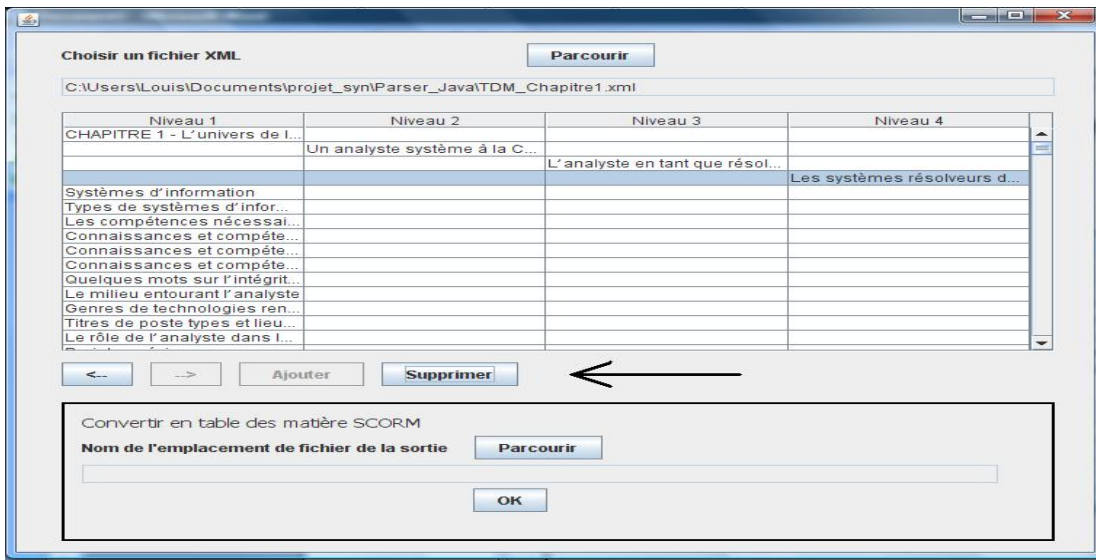 Choisir un fichier XML Parcourir
C:\Users\Louis\Documents\projet_syn\Parser_Java\TDM_Chapitre1.xml
Niveau 1 Niveau 2 Niveau 3 Niveau 4
CHAPITRE 1 - L'univers de l...
Un analyste système à la C...
L'analyste en tant que résol...
Les systèmes résolveurs d...
Systèmes d'information
Types de systèmes d'infor...
Les compétences nécessai...
Connaissances et compéte...
Connaissances et compéte...
Connaissances et compéte...
Quelques mots sur l'intégrit...
Le milieu entourant l'analyste
Genres de technologies ren...
Titres de poste types et lieu...
Le rôle de l'analyste dans l...
<-- --> Ajouter Supprimer
Convertir en table des matière SCORM
Nom de l'emplacement de fichier de la sortie Parcourir
OK